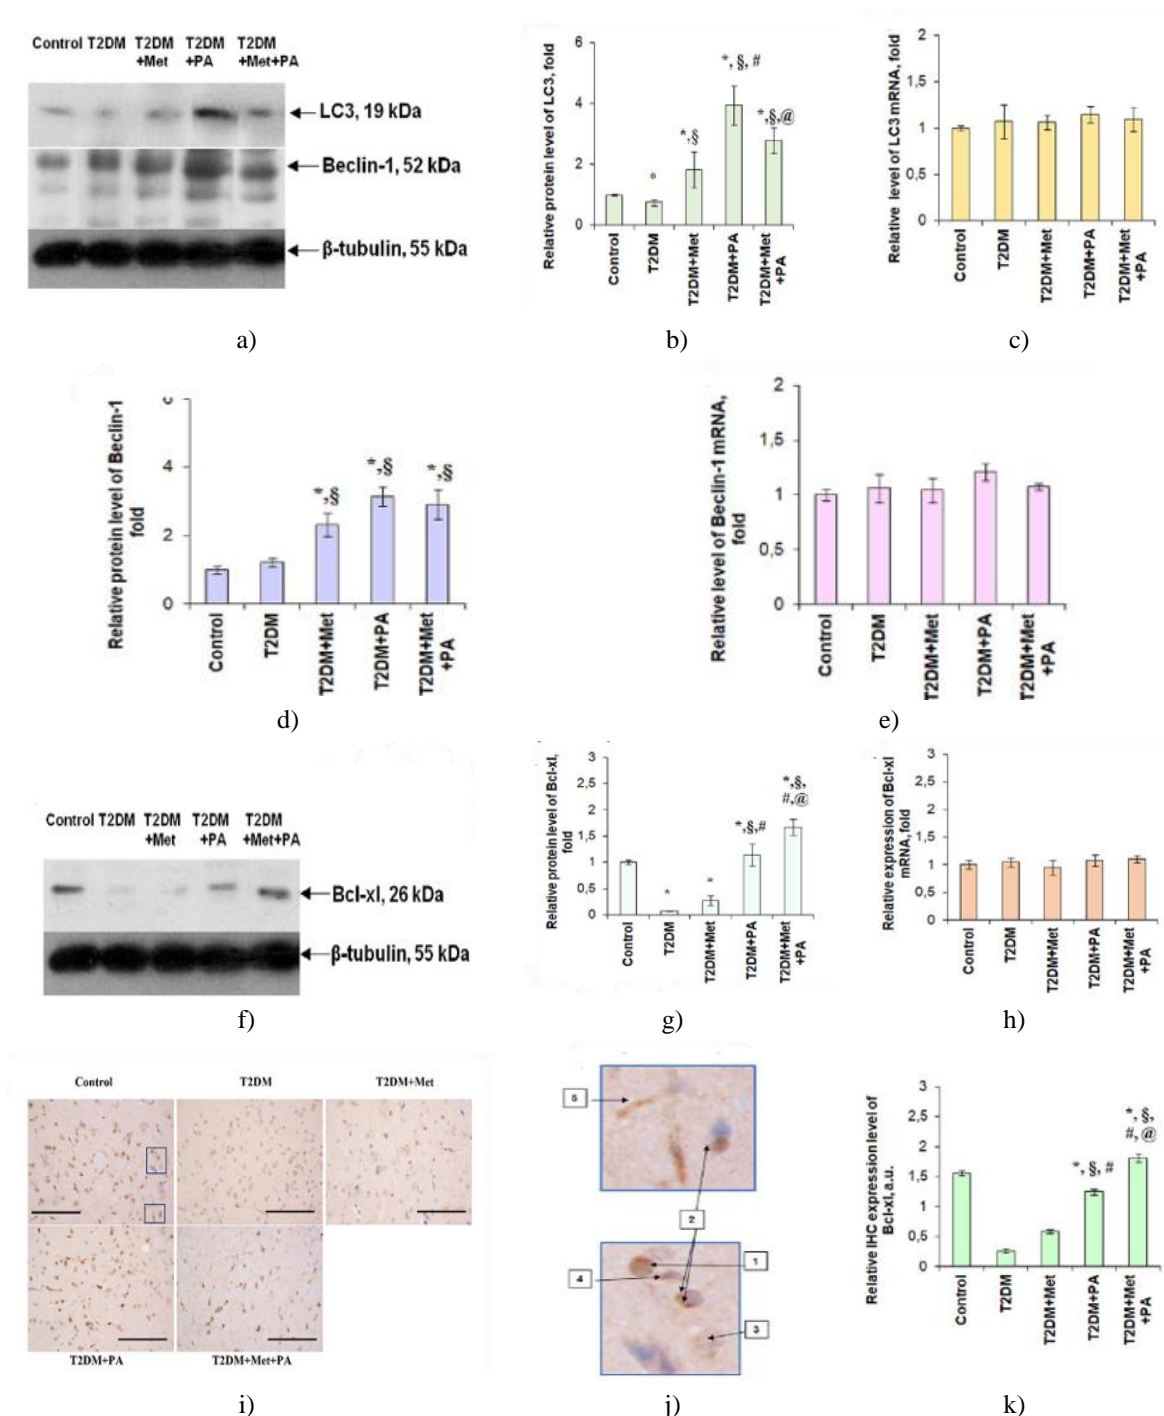 Control T2DM T2DM T2DM T2DM
+Met +PA +Met+PA
LC3, 19 kDa
Beclin-1, 52 kDa
β-tubulin, 55 kDa
a)
Relative protein level of LC3, fold
6
4
2
0
*
*,§
*, §, #
*,§,@
Control
T2DM
T2DM+Met
T2DM+PA
T2DM+Met
+PA
b)
Relative level of LC3 mRNA, fold
2
1,5
1
0,5
0
Control
T2DM
T2DM+Met
T2DM+PA
T2DM+Met
+PA
c)
Relative protein level of Beclin-1
fold
4
2
0
*,§
*,§
*,§
Control
T2DM
T2DM+Met
T2DM+PA
T2DM+Met
+PA
d)
Relative level of Beclin-1 mRNA,
fold
2
1,5
1
0,5
0
Control
T2DM
T2DM+Met
T2DM+PA
T2DM+Met
+PA
e)
Control T2DM T2DM T2DM T2DM
+Met +PA +Met+PA
Bcl-xl, 26 kDa
β-tubulin, 55 kDa
f)
Relative protein level of Bcl-xl,
fold
3
2,5
2
1,5
1
0,5
0
*
*
*,§,#
*,§,
#,@
Control
T2DM
T2DM+Met
T2DM+PA
T2DM+Met
+PA
g)
Relative expression of Bcl-xl
mRNA, fold
3
2,5
2
1,5
1
0,5
0
Control
T2DM
T2DM+Met
T2DM+PA
T2DM+Met
+PA
h)
Control T2DM T2DM+Met
T2DM+PA T2DM+Met+PA
i)
5
2
1
4
3
j)
Relative IHC expression level of
Bcl-xl, a.u.
3
2,5
2
1,5
1
0,5
0
*, §, #
*, §,
#, @
Control
T2DM
T2DM+Met
T2DM+PA
T2DM+Met
+PA
k)